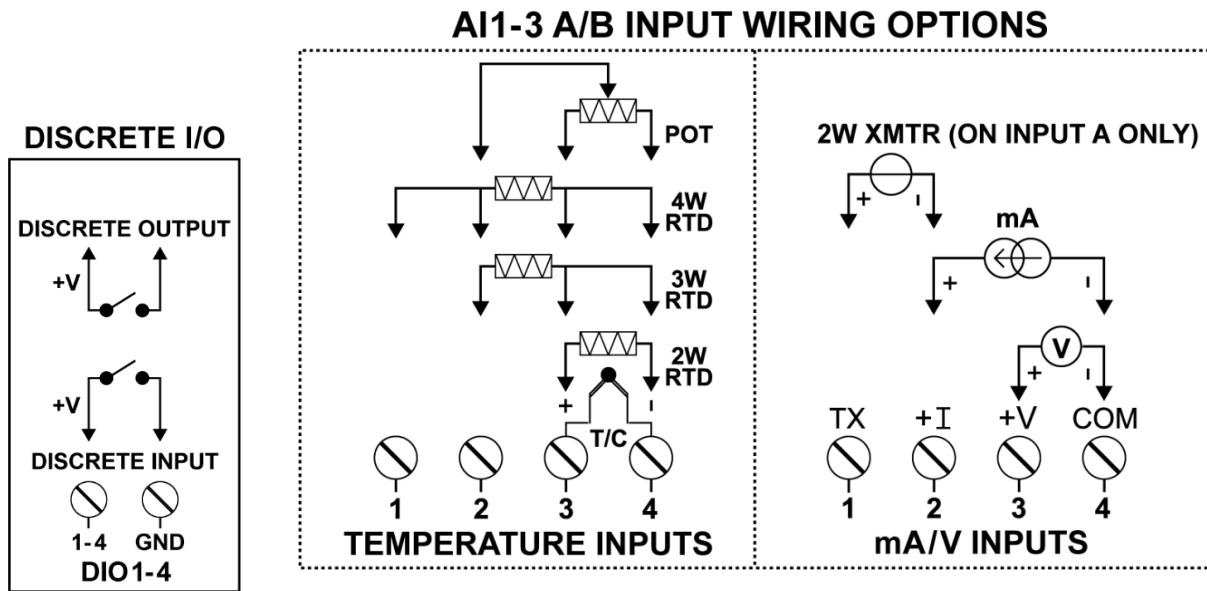 AI1-3 A/B INPUT WIRING OPTIONS
DISCRETE I/O
DISCRETE OUTPUT
+V
+V
DISCRETE INPUT
1-4 GND
DIO1-4
POT
4W
RTD
3W
RTD
2W
RTD
+ -
T/C
1 2 3 4
TEMPERATURE INPUTS
2W XMTR (ON INPUT A ONLY)
+ -
mA
+ -
V
+ -
TX +I +V COM
1 2 3 4
mA/V INPUTS